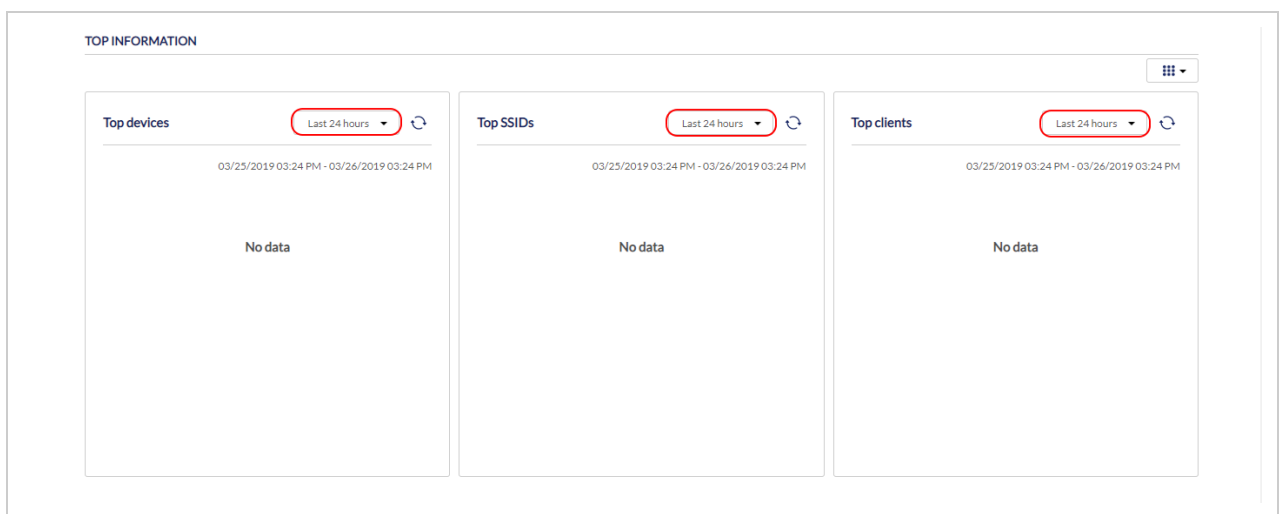 TOP INFORMATION
Top devices
Last 24 hours
03/25/2019 03:24 PM - 03/26/2019 03:24 PM
No data
Top SSIDs
Last 24 hours
03/25/2019 03:24 PM - 03/26/2019 03:24 PM
No data
Top clients
Last 24 hours
03/25/2019 03:24 PM - 03/26/2019 03:24 PM
No data